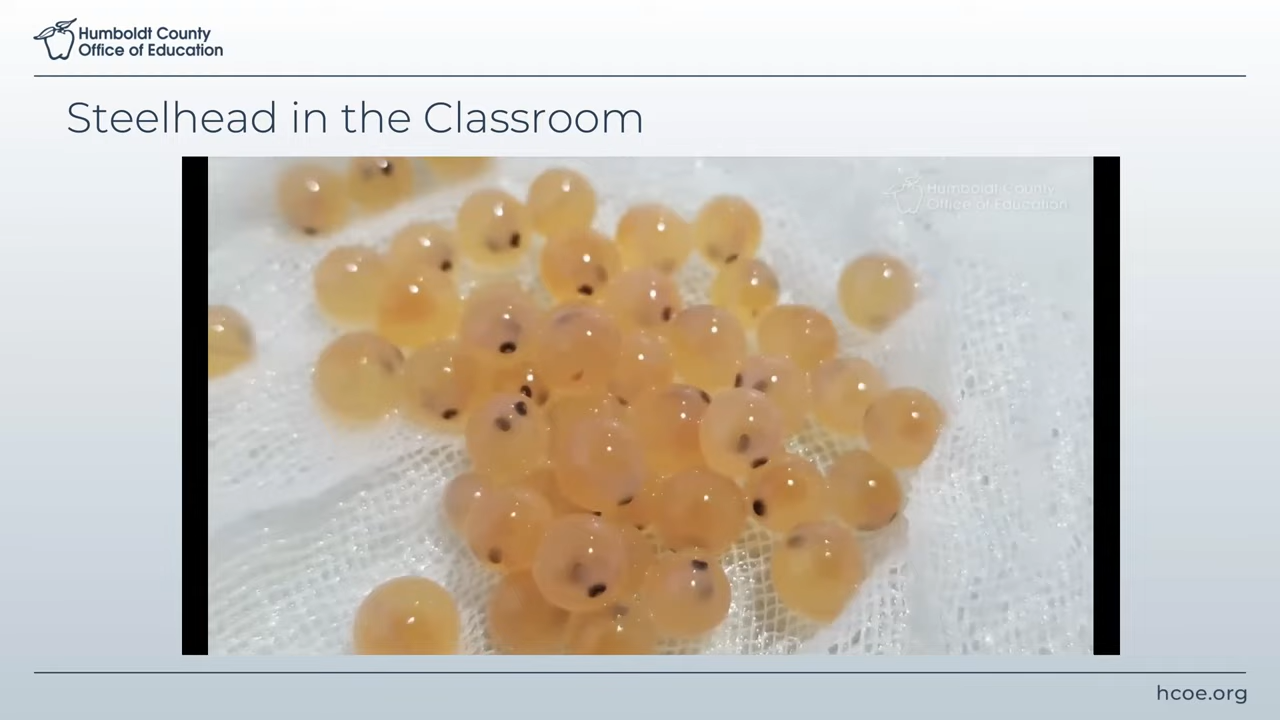 Humboldt County
Office of Education
Steelhead in the Classroom
Humboldt County
Office of Education
hcoe.org